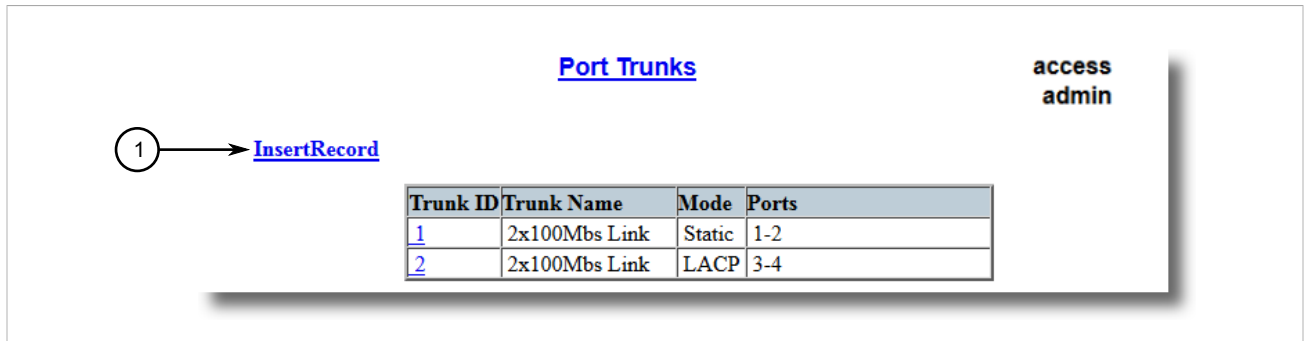 Port Trunks
access
admin
1
InsertRecord
Trunk ID Trunk Name Mode Ports
1 2x100Mbs Link Static 1-2
2 2x100Mbs Link LACP 3-4